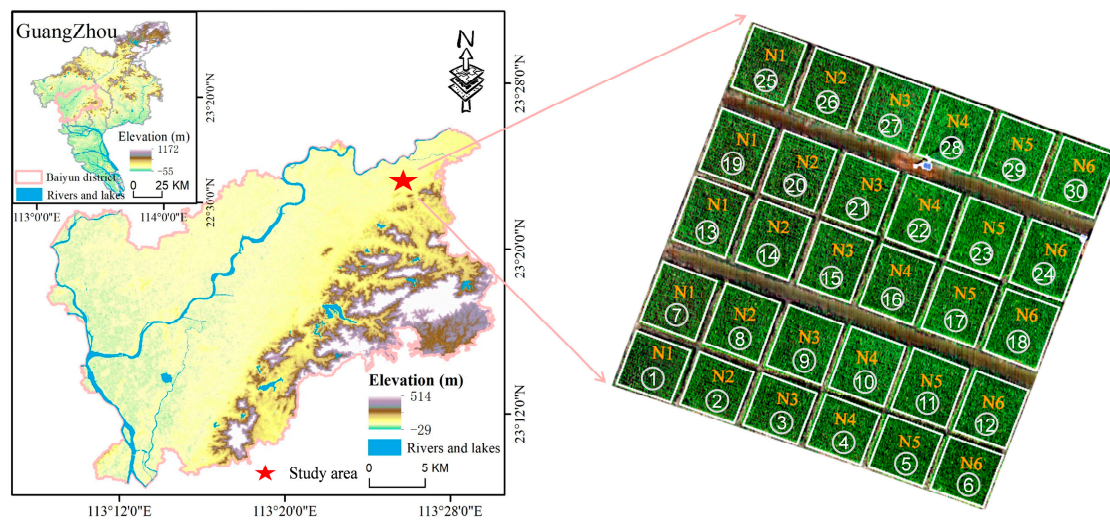 GuangZhou
Elevation (m)
1172
-55
Baiyun district
Rivers and lakes
0 25 KM
113°0'0"E 114°0'0"E
23°20'0"N
22°30'0"N
N
23°28'0"N
23°20'0"N
23°12'0"N
Elevation (m)
514
-29
Rivers and lakes
0 5 KM
Study area
113°12'0"E 113°20'0"E 113°28'0"E
N1 N2 N3 N4 N5 N6
25 26 27 28 29 30
N1 N2 N3 N4 N5 N6
19 20 21 22 23 24
N1 N2 N3 N4 N5 N6
13 14 15 16 17 18
N1 N2 N3 N4 N5 N6
7 8 9 10 11 12
N1 N2 N3 N4 N5 N6
1 2 3 4 5 6